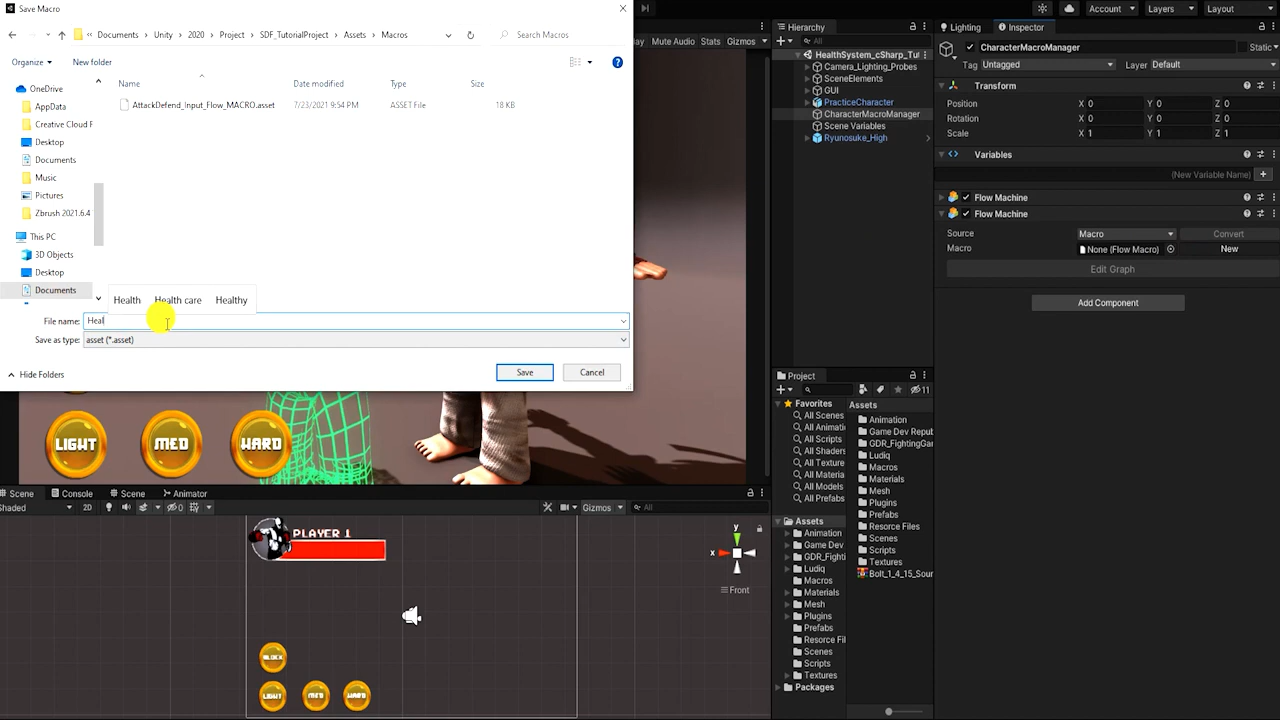 Save Macro
Documents
Unity
2020
Project
SDF_TutorialProject
Assets
Macros
Search Macros
Organize
New folder
Name
Date modified
Type
Size
AttackDefend_Input_Flow_MACRO.asset
7/23/2021 9:54 PM
ASSET File
18 KB
OneDrive
AppData
Creative Cloud F
Desktop
Documents
Music
Pictures
Zbrush 2021.6.4
This PC
3D Objects
Desktop
Documents
Health
Health care
Healthy
File name:
Heal
Save as type:
asset (*.asset)
Hide Folders
Save
Cancel
Account
Layers
Layout
Maximize
Mute Audio
Stats
Gizmos
LIGHT
MED
HARD
Scene
Console
Scene
Animator
Shaded
2D
0
Gizmos
All
PLAYER 1
BLOCK
LIGHT
MED
HARD
y
x
Front
Hierarchy
All
HealthSystem_cSharp_Tut
Camera_Lighting_Probes
SceneElements
GUI
PracticeCharacter
CharacterMacroManager
Scene Variables
Ryunosuke_High
Project
11
Favorites
All Scenes
All Animati
All Scripts
All Shaders
All Texture
All Materia
All Models
All Prefabs
Assets
Animation
Game Dev
GDR_Fighti
Ludiq
Macros
Materials
Mesh
Plugins
Prefabs
Resorce Fil
Scenes
Scripts
Textures
Packages
Assets
Animation
Game Dev Repub
GDR_FightingGar
Ludiq
Macros
Materials
Mesh
Plugins
Prefabs
Resorce Files
Scenes
Scripts
Textures
Bolt_1_4_15_Sour
Lighting
Inspector
CharacterMacroManager
Static
Tag
Untagged
Layer
Default
Transform
Position
X 0
Y 0
Z 0
Rotation
X 0
Y 0
Z 0
Scale
X 1
Y 1
Z 1
Variables
(New Variable Name)
Flow Machine
Flow Machine
Source
Macro
Convert
Macro
None (Flow Macro)
New
Edit Graph
Add Component